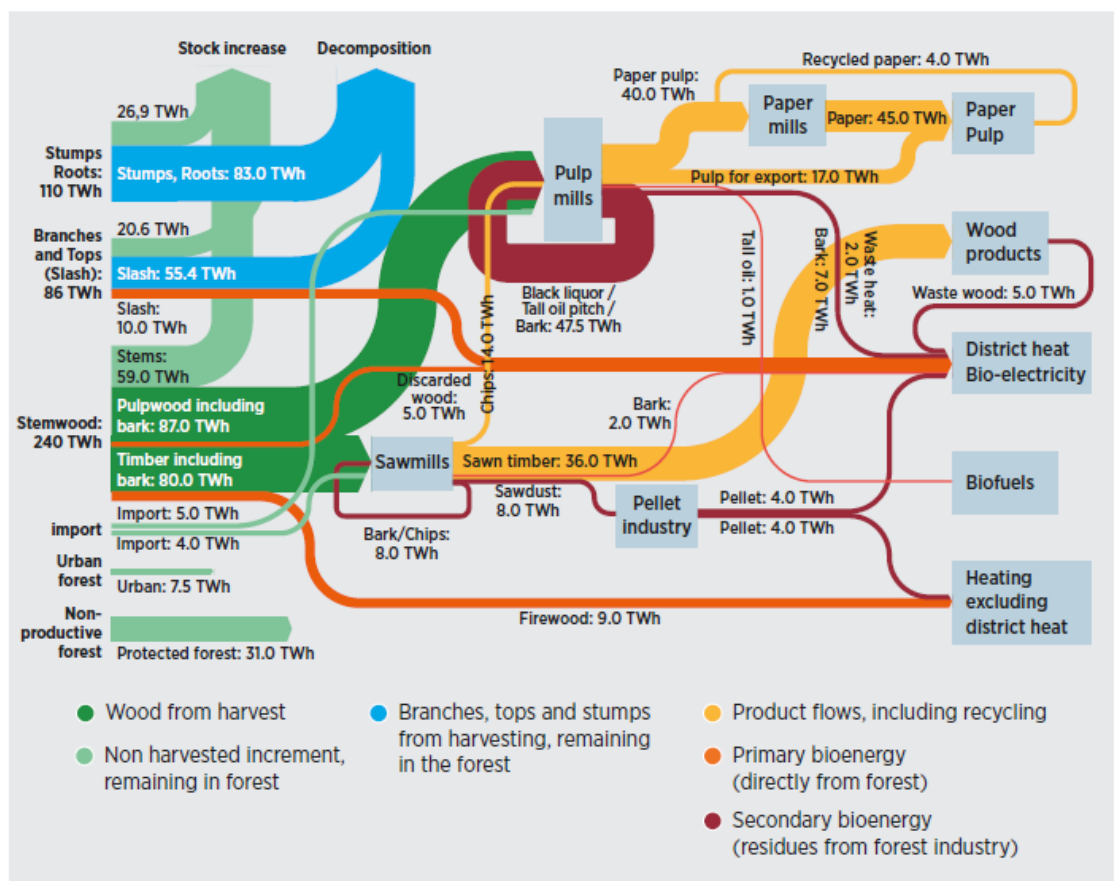 Stock increase
Decomposition
26,9 TWh
Stumps
Roots:
110 TWh
Stumps, Roots: 83.0 TWh
20.6 TWh
Branches
and Tops
(Slash):
86 TWh
Slash: 55.4 TWh
Slash:
10.0 TWh
Stems:
59.0 TWh
Stemwood:
240 TWh
Pulpwood including
bark: 87.0 TWh
Timber including
bark: 80.0 TWh
import
Import: 5.0 TWh
Import: 4.0 TWh
Urban
forest
Urban: 7.5 TWh
Non-
productive
forest
Protected forest: 31.0 TWh
Recycled paper: 4.0 TWh
Paper pulp:
40.0 TWh
Paper
mills
Paper: 45.0 TWh
Paper
Pulp
Pulp
mills
Pulp for export: 17.0 TWh
Black liquor /
Tall oil pitch /
Bark: 47.5 TWh
Chips: 14.0 TWh
Tall oil: 1.0 TWh
Bark: 7.0 TWh
Waste heat:
2.0 TWh
Wood
products
Waste wood: 5.0 TWh
District heat
Bio-electricity
Discarded
wood:
5.0 TWh
Bark:
2.0 TWh
Sawmills
Sawn timber: 36.0 TWh
Sawdust:
8.0 TWh
Bark/Chips:
8.0 TWh
Pellet
industry
Pellet: 4.0 TWh
Pellet: 4.0 TWh
Biofuels
Heating
excluding
district heat
Firewood: 9.0 TWh
Wood from harvest
Non harvested increment,
remaining in forest
Branches, tops and stumps
from harvesting, remaining
in the forest
Product flows, including recycling
Primary bioenergy
(directly from forest)
Secondary bioenergy
(residues from forest industry)